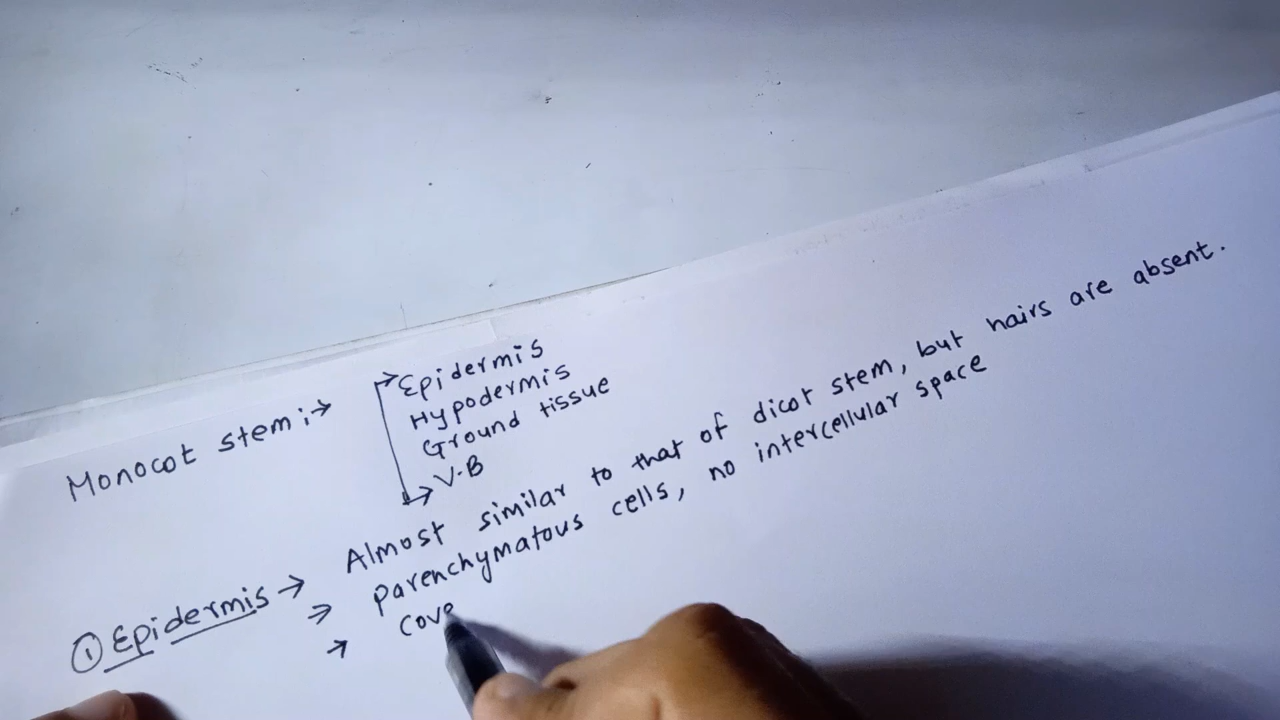 Monocot stem :→
Epidermis
Hypodermis
Ground tissue
V.B
① Epidermis → Almost similar to that of dicot stem, but hairs are absent.
→ parenchymatous cells, no intercellular space
→ cove